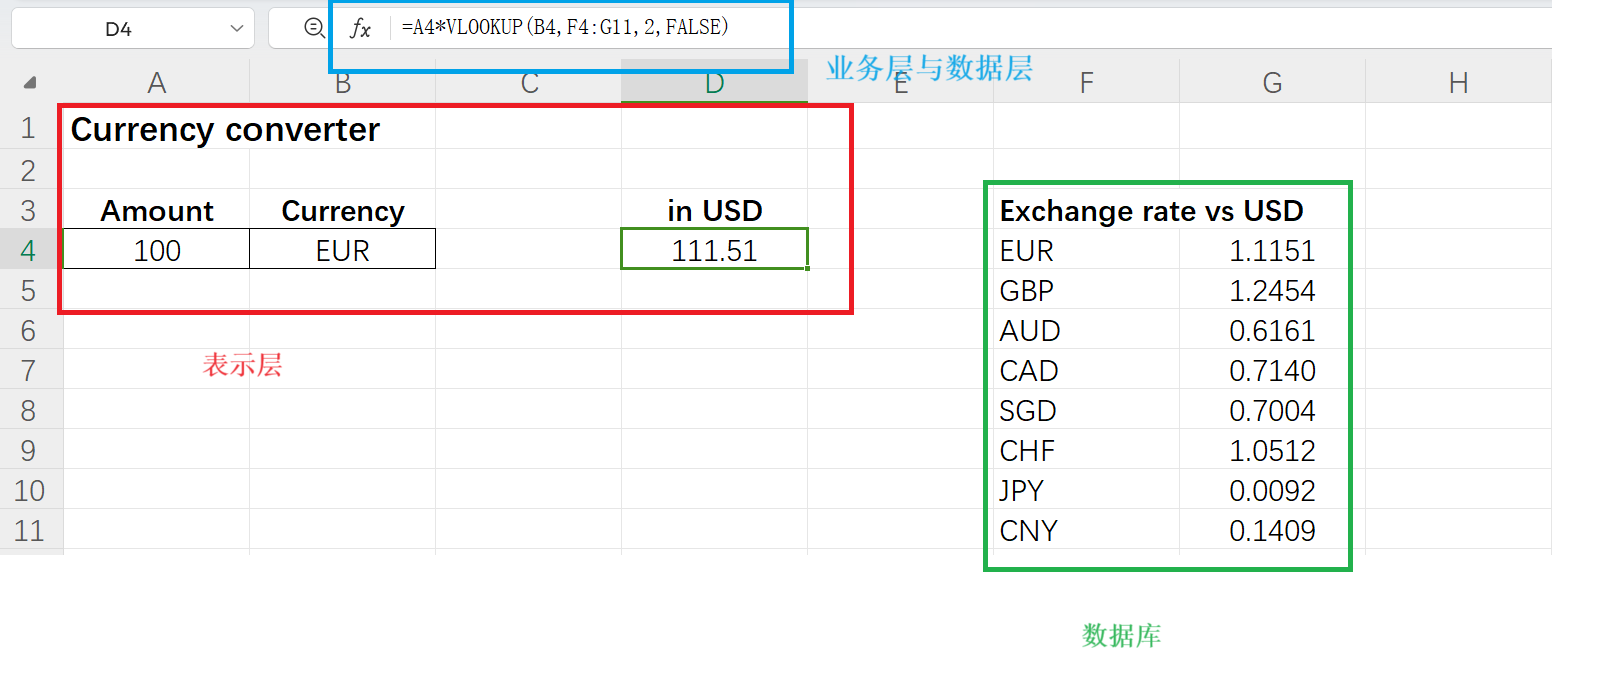 D4 fx =A4*VLOOKUP(B4,F4:G11,2,FALSE)
业务层与数据层
A B C D E F G H
1 Currency converter
2
3 Amount Currency in USD Exchange rate vs USD
4 100 EUR 111.51 EUR 1.1151
5 GBP 1.2454
6 AUD 0.6161
7 表示层 CAD 0.7140
8 SGD 0.7004
9 CHF 1.0512
10 JPY 0.0092
11 CNY 0.1409
数据库